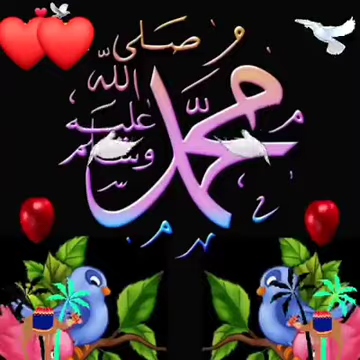 محمد
صلى
الله
عليه
وسلم